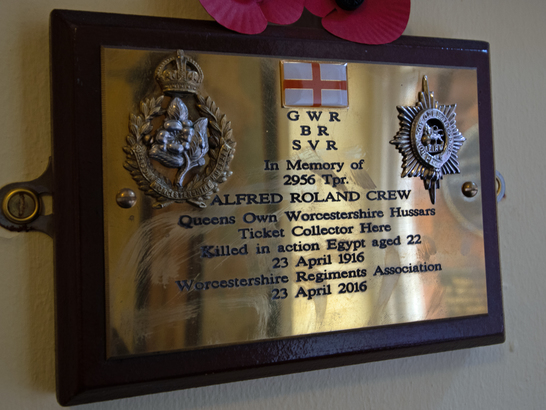 GWR
BR
SVR
In Memory of
2956 Tpr.
ALFRED ROLAND CREW
Queens Own Worcestershire Hussars
Ticket Collector Here
Killed in action Egypt aged 22
23 April 1916
Worcestershire Regiments Association
23 April 2016